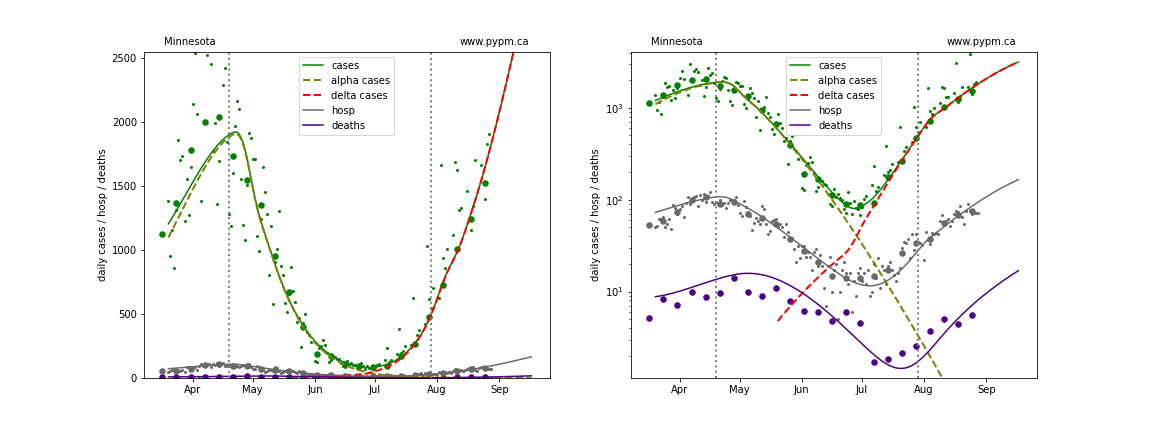 Minnesota www.pypm.ca
2500
2000
1500
1000
500
0
daily cases / hosp / deaths
cases
alpha cases
delta cases
hosp
deaths
Apr May Jun Jul Aug Sep
Minnesota www.pypm.ca
10³
10²
10¹
daily cases / hosp / deaths
cases
alpha cases
delta cases
hosp
deaths
Apr May Jun Jul Aug Sep